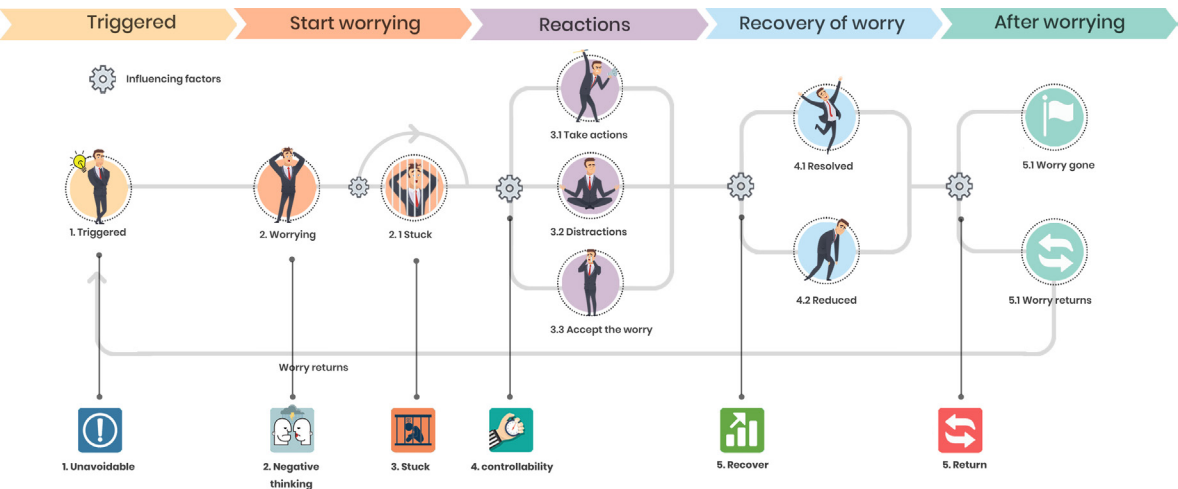 Triggered
Start worrying
Reactions
Recovery of worry
After worrying
Influencing factors
3.1 Take actions
4.1 Resolved
5.1 Worry gone
1. Triggered
2. Worrying
2. 1 Stuck
3.2 Distractions
4.2 Reduced
5.1 Worry returns
3.3 Accept the worry
Worry returns
1. Unavoidable
2. Negative
thinking
3. Stuck
4. controllability
5. Recover
5. Return